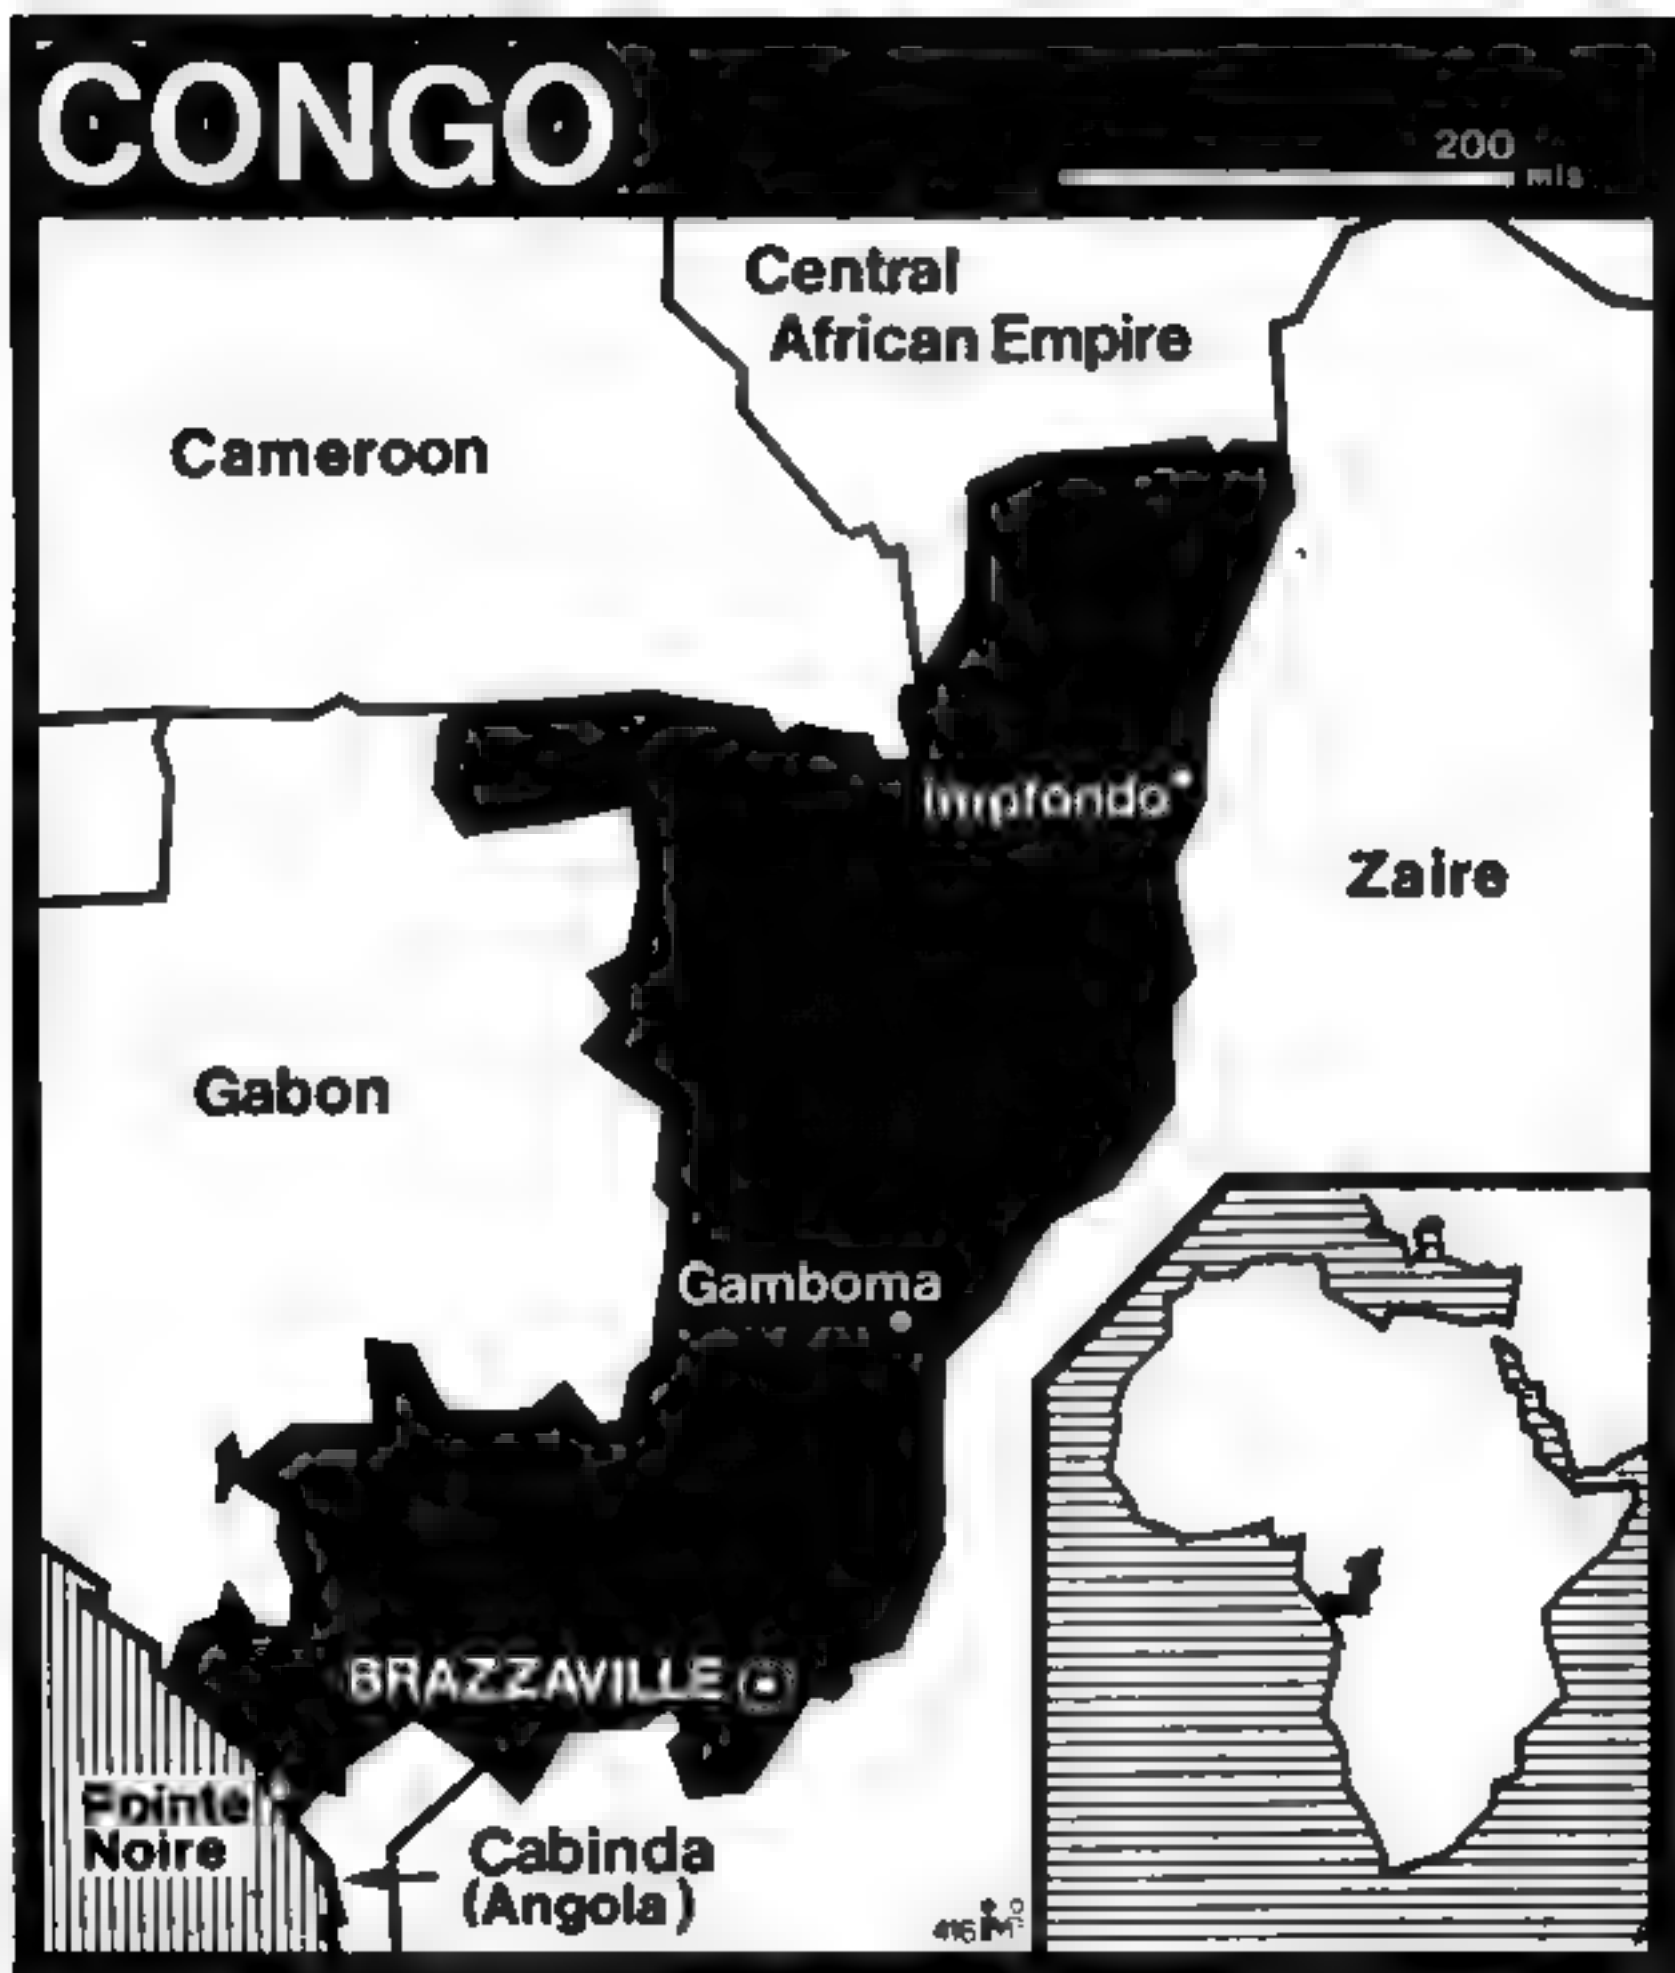 CONGO
200
mls
Central
African Empire
Cameroon
Impfondo
Zaire
Gabon
Gamboma
BRAZZAVILLE
Pointe
Noire
Cabinda
(Angola)